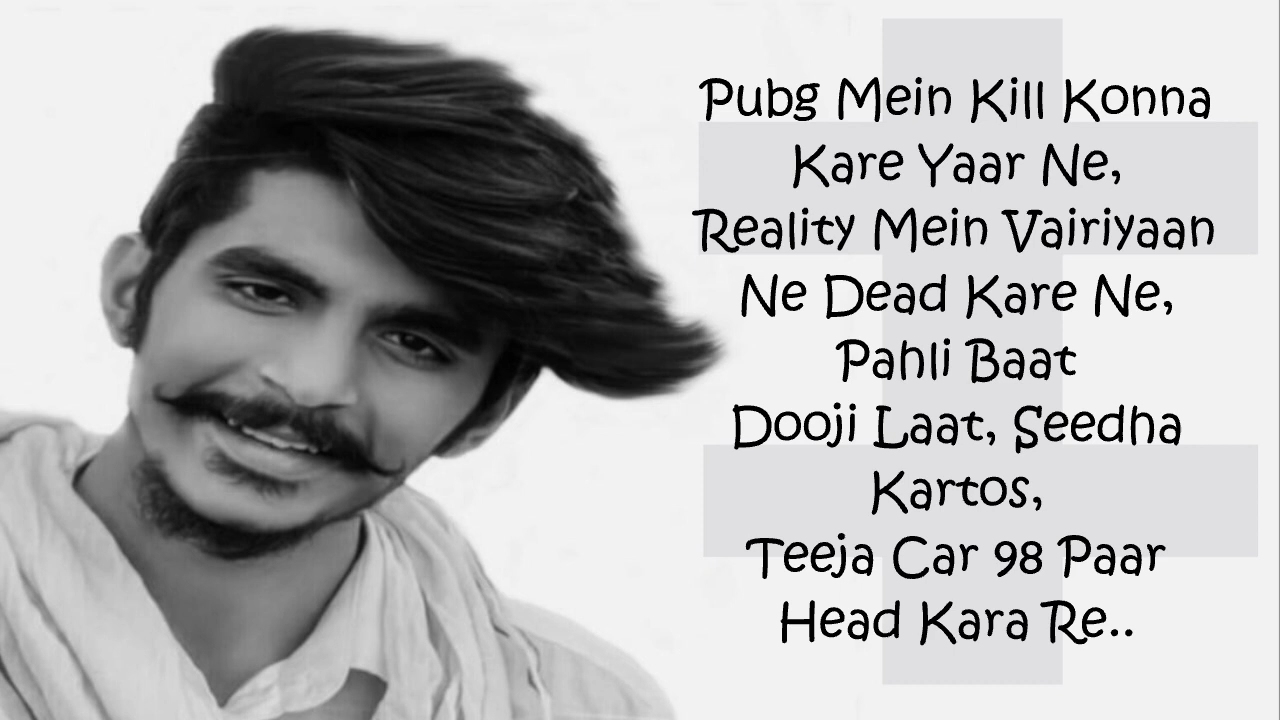 Pubg Mein Kill Konna
Kare Yaar Ne,
Reality Mein Vairiyaan
Ne Dead Kare Ne,
Pahli Baat
Dooji Laat, Seedha
Kartos,
Teeja Car 98 Paar
Head Kara Re..